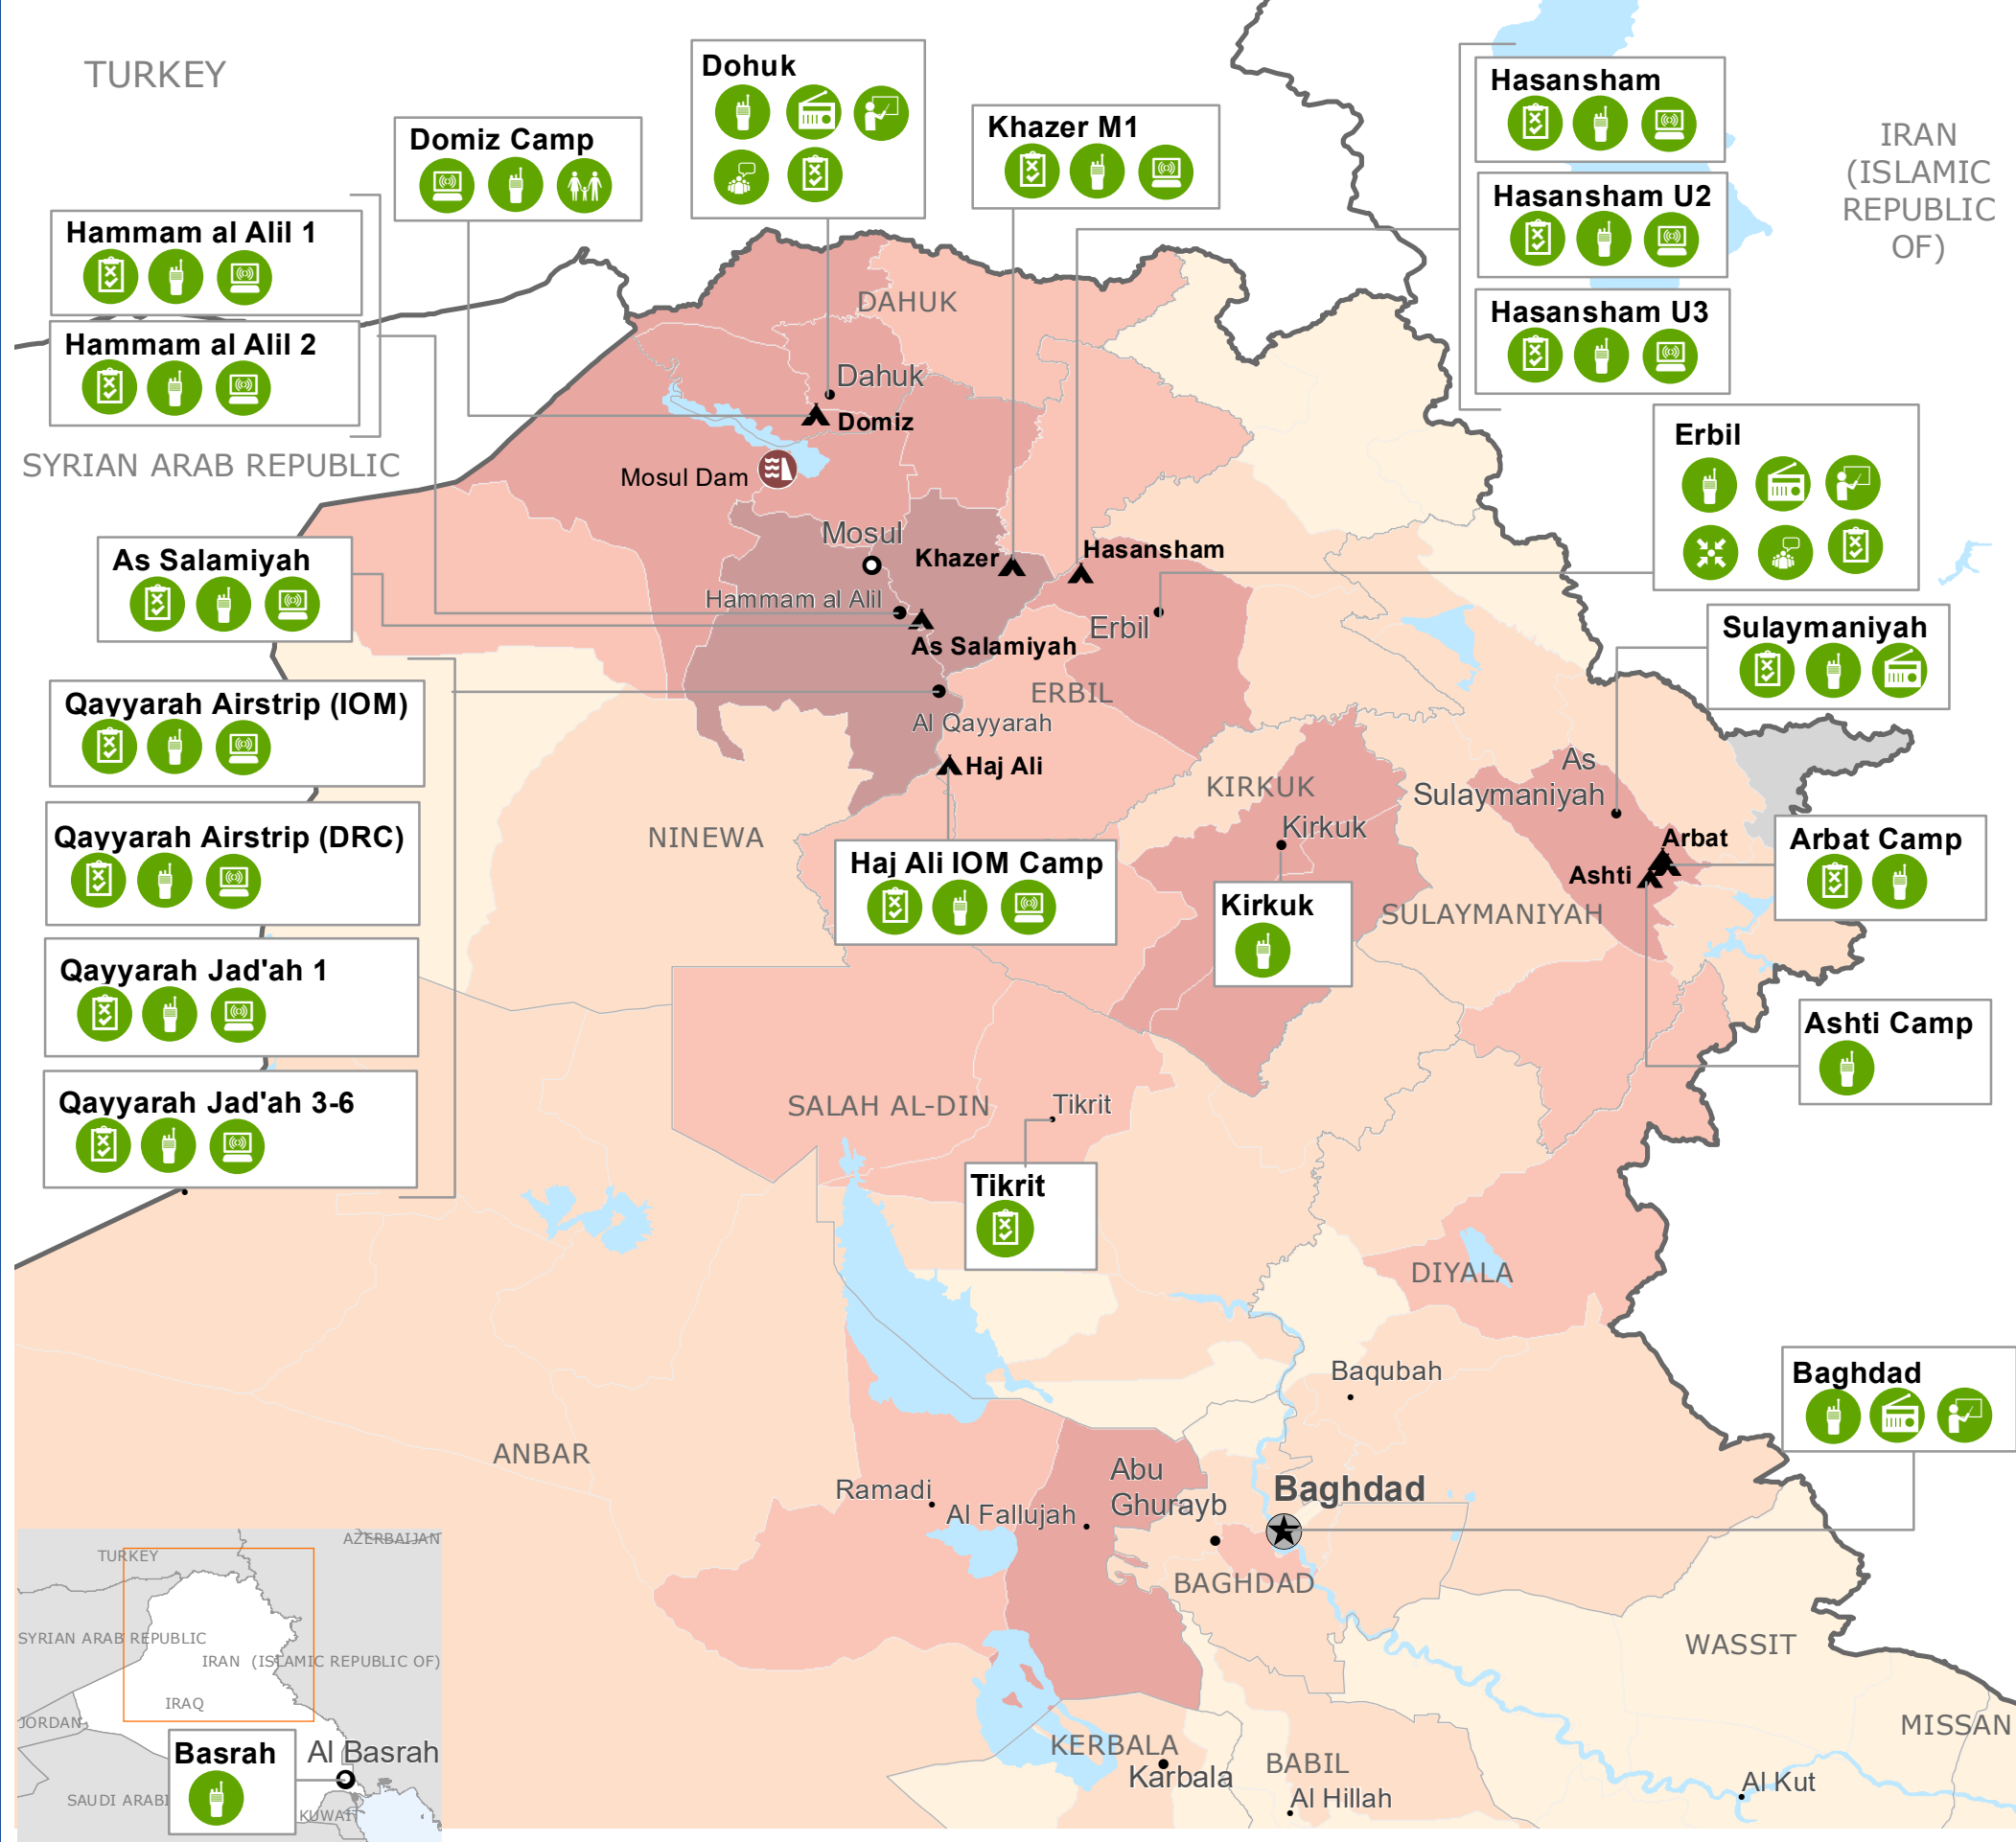 TURKEY
Dohuk
Domiz Camp
Khazer M1
Hasansham
Hasansham U2
Hasansham U3
IRAN
(ISLAMIC
REPUBLIC
OF)
Hammam al Alil 1
Hammam al Alil 2
DAHUK
Dahuk
Domiz
SYRIAN ARAB REPUBLIC
Mosul Dam
Erbil
Mosul
Khazer
Hasansham
As Salamiyah
Hammam al Alil
As Salamiyah
Erbil
Sulaymaniyah
Qayyarah Airstrip (IOM)
ERBIL
Al Qayyarah
Haj Ali
KIRKUK
As
Sulaymaniyah
Qayyarah Airstrip (DRC)
NINEWA
Kirkuk
Arbat
Arbat Camp
Haj Ali IOM Camp
Ashti
Kirkuk
SULAYMANIYAH
Qayyarah Jad'ah 1
Ashti Camp
Qayyarah Jad'ah 3-6
SALAH AL-DIN
Tikrit
Tikrit
DIYALA
Baqubah
Baghdad
ANBAR
Ramadi
Al Fallujah
Abu
Ghurayb
Baghdad
BAGHDAD
WASSIT
MISSAN
KERBALA
Karbala
BABIL
Al Hillah
Al Kut
AZERBAIJAN
TURKEY
SYRIAN ARAB REPUBLIC
IRAN (ISLAMIC REPUBLIC OF)
IRAQ
JORDAN
Basrah
Al Basrah
SAUDI ARABI
KUWAIT